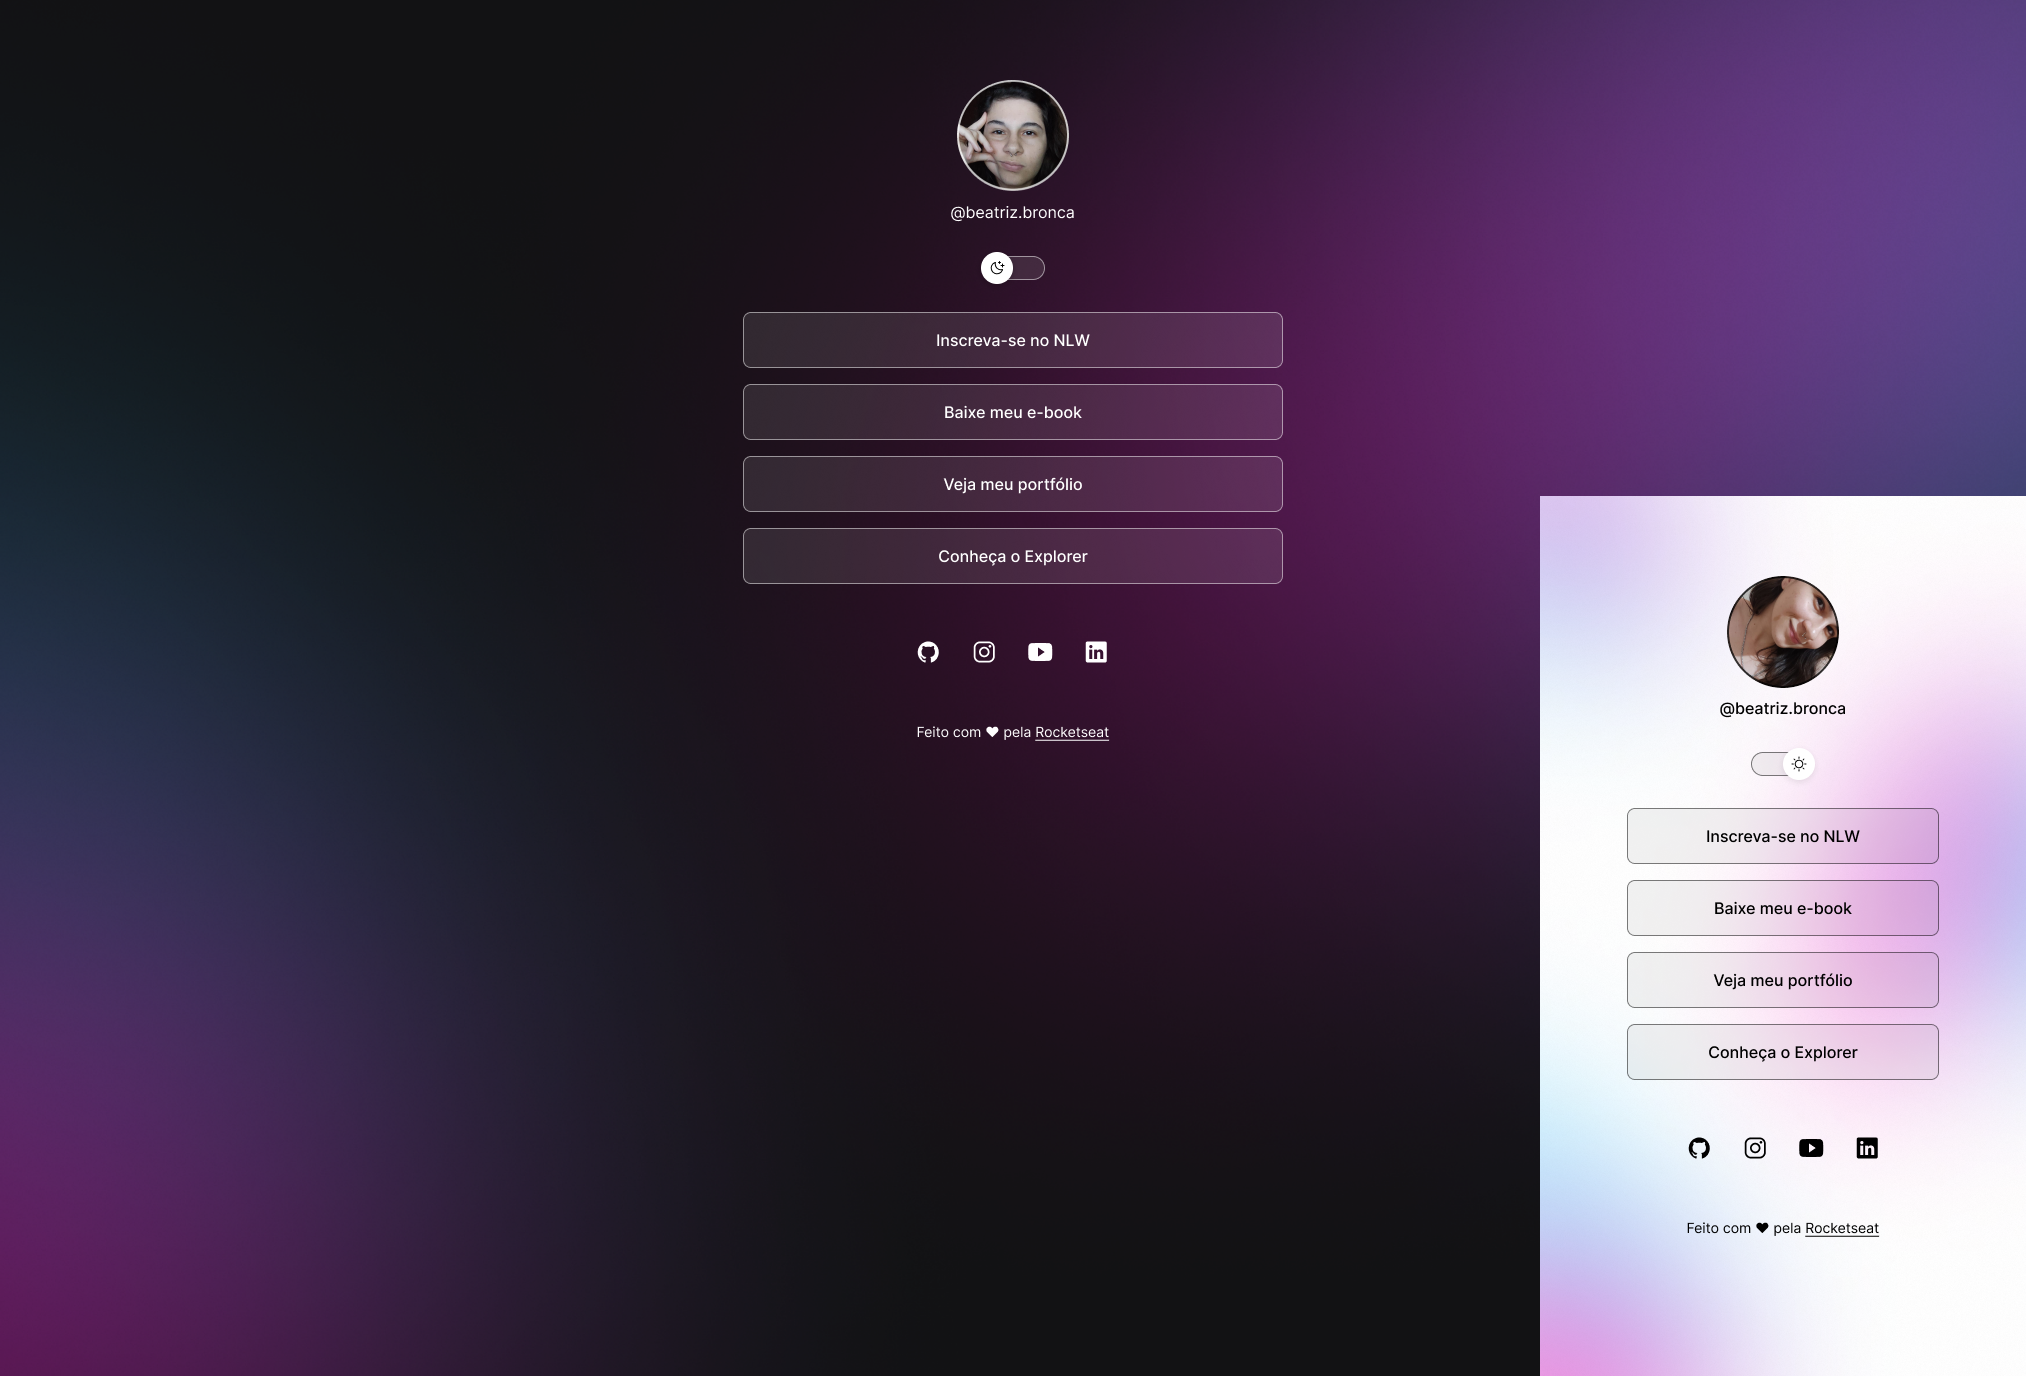 @beatriz.bronca
Inscreva-se no NLW
Baixe meu e-book
Veja meu portfólio
Conheça o Explorer
Feito com ♥ pela Rocketseat
@beatriz.bronca
Inscreva-se no NLW
Baixe meu e-book
Veja meu portfólio
Conheça o Explorer
Feito com ♥ pela Rocketseat